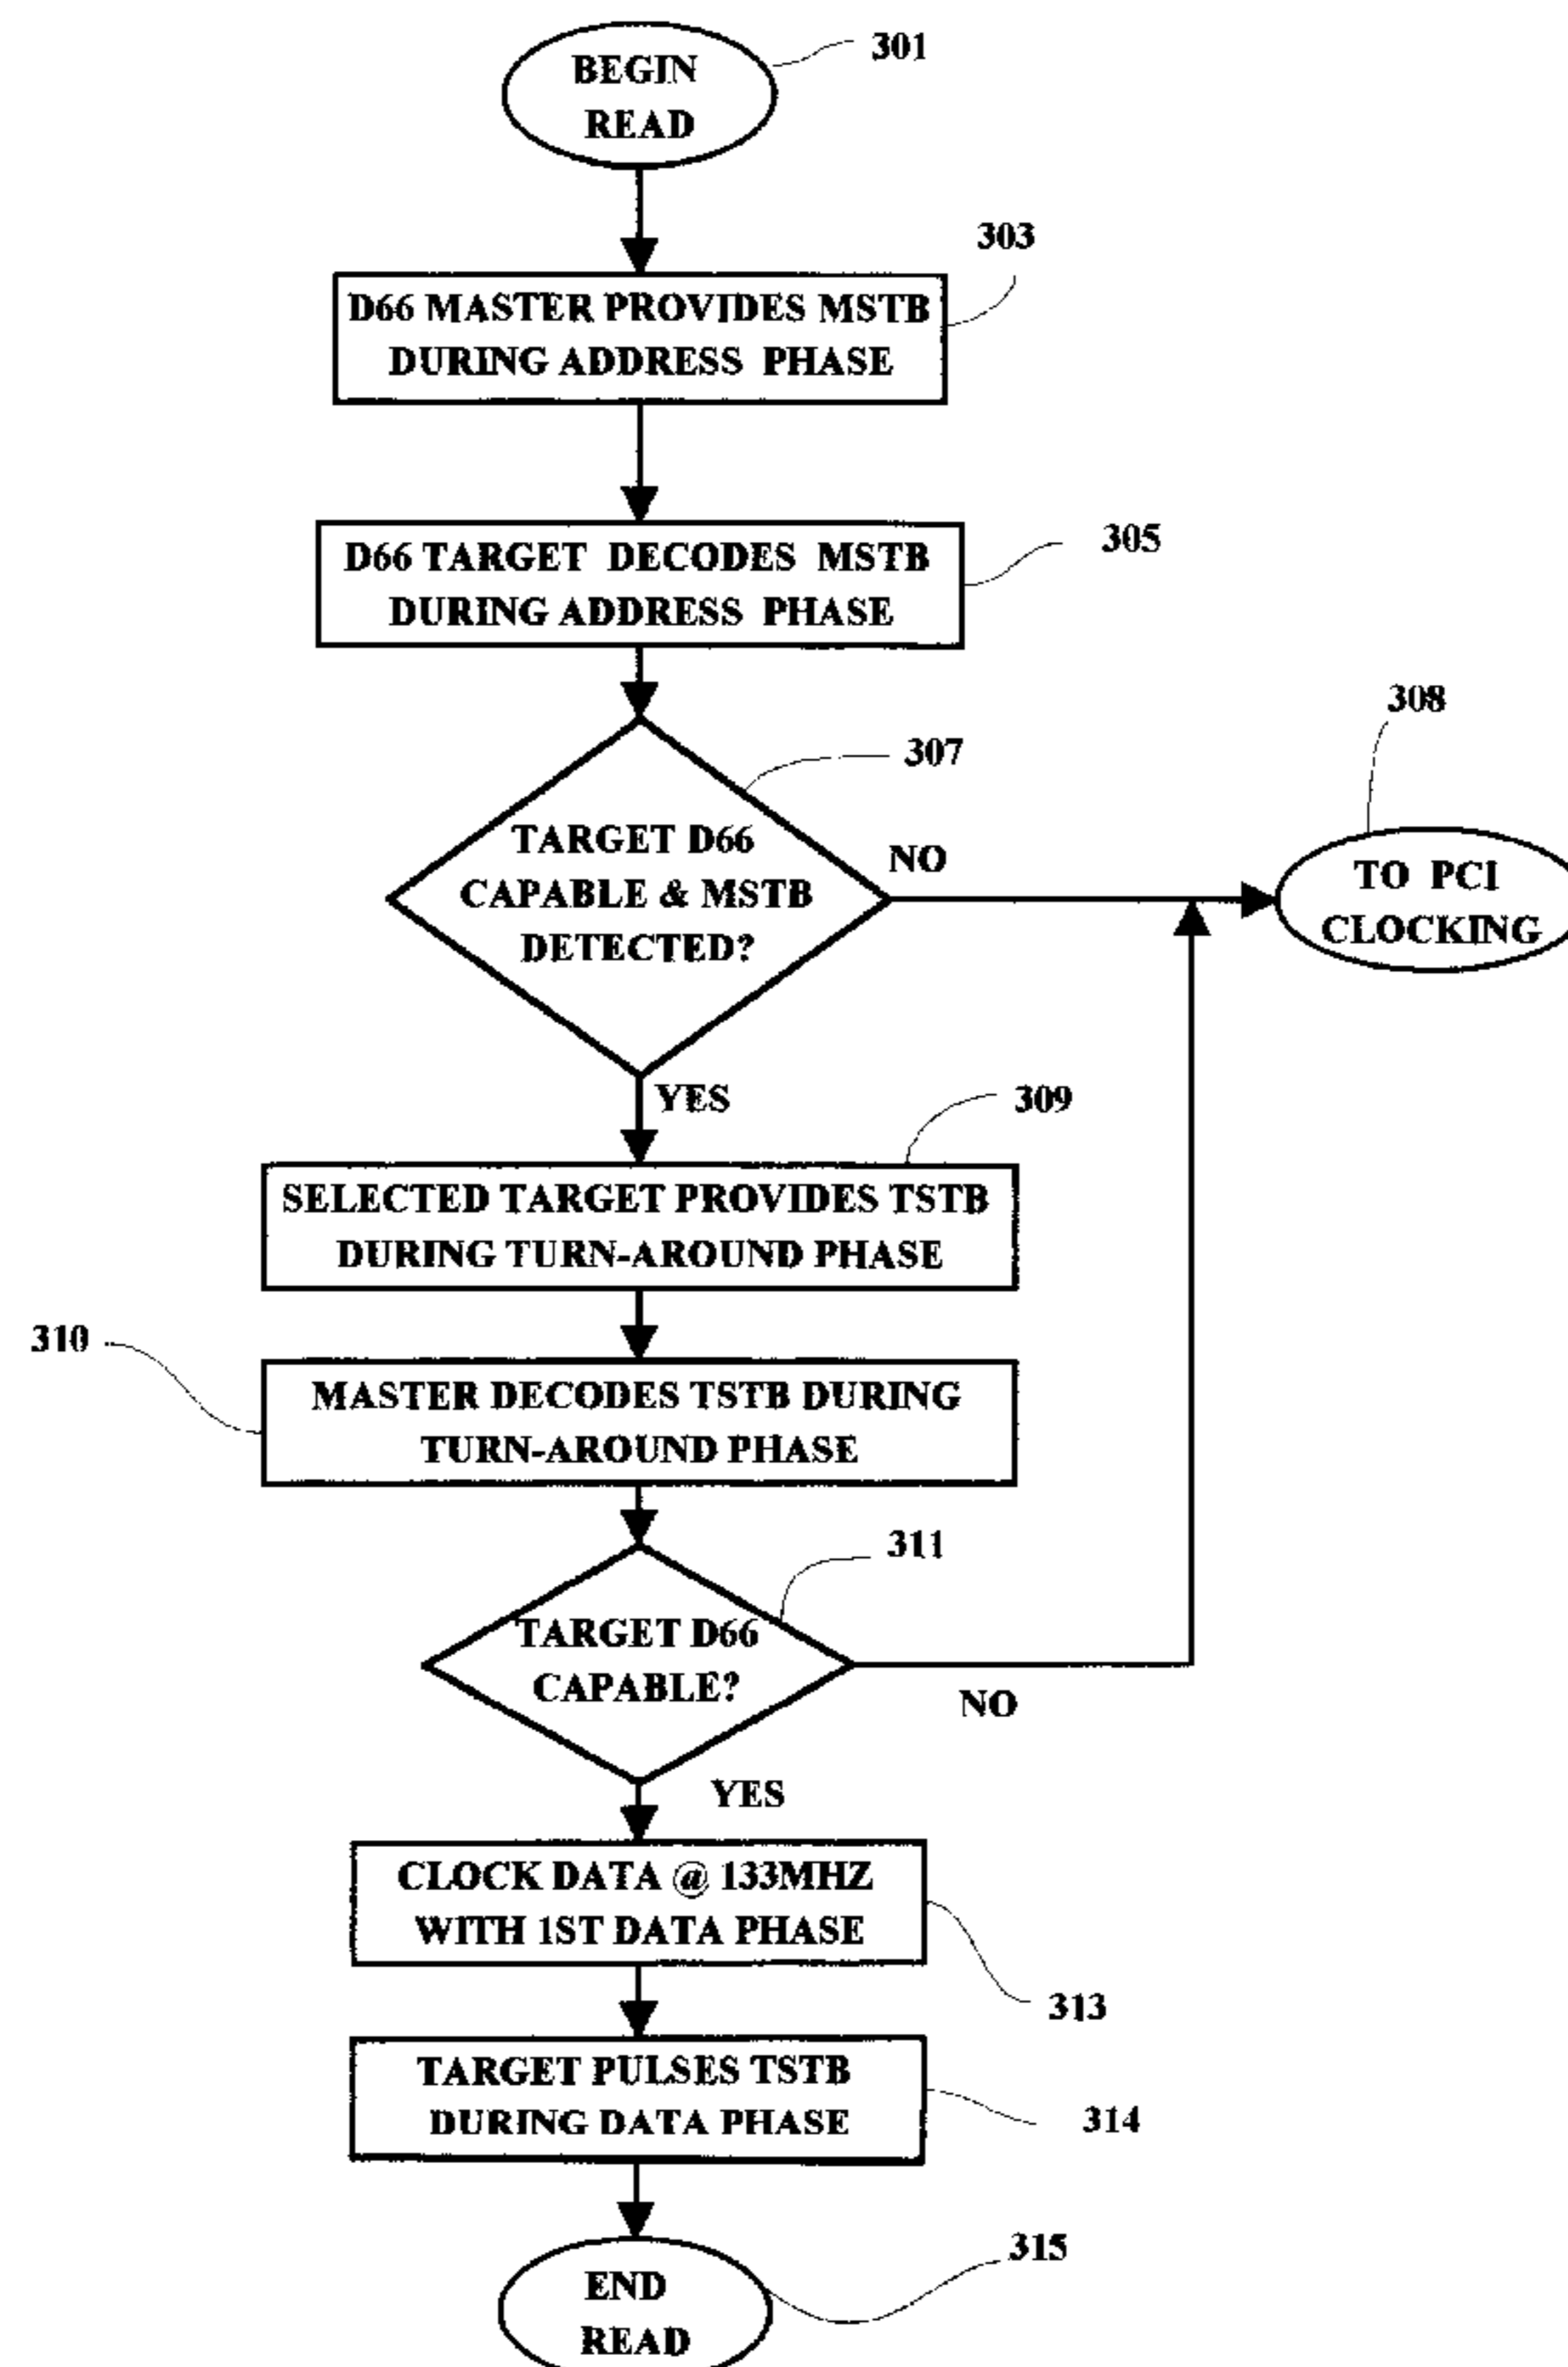 BEGIN
READ
301
303
D66 MASTER PROVIDES MSTB
DURING ADDRESS PHASE
305
D66 TARGET DECODES MSTB
DURING ADDRESS PHASE
307
308
TARGET D66
CAPABLE & MSTB
DETECTED?
NO
TO PCI
CLOCKING
YES
309
SELECTED TARGET PROVIDES TSTB
DURING TURN-AROUND PHASE
310
MASTER DECODES TSTB DURING
TURN-AROUND PHASE
311
TARGET D66
CAPABLE?
NO
YES
CLOCK DATA @ 133MHZ
WITH 1ST DATA PHASE
313
TARGET PULSES TSTB
DURING DATA PHASE
314
315
END
READ